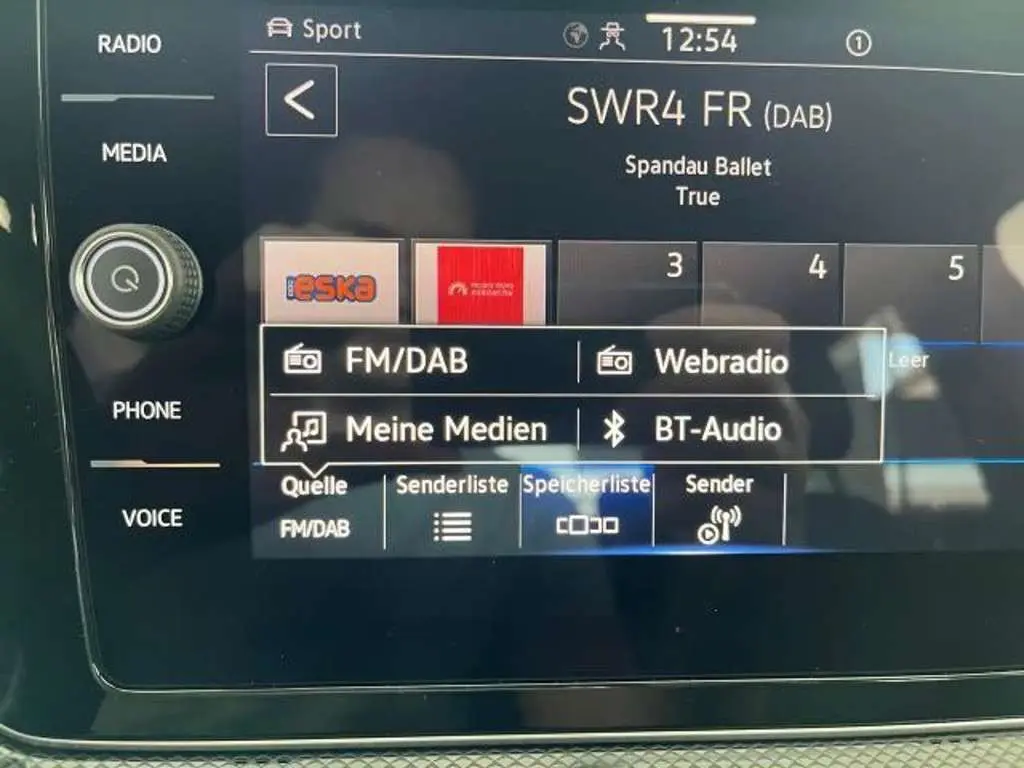 RADIO
MEDIA
PHONE
VOICE
Sport
12:54
1
SWR4 FR (DAB)
Spandau Ballet
True
eska
3
4
5
FM/DAB
Webradio
Leer
Meine Medien
BT-Audio
Quelle
FM/DAB
Senderliste
Speicherliste
Sender